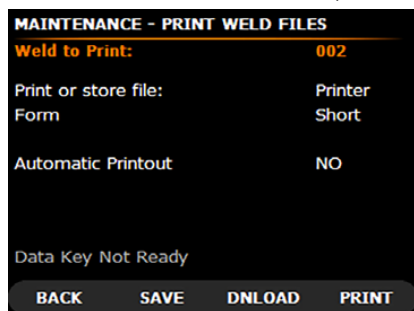 MAINTENANCE - PRINT WELD FILES
Weld to Print: 002
Print or store file: Printer
Form Short
Automatic Printout NO
Data Key Not Ready
BACK SAVE DNLOAD PRINT